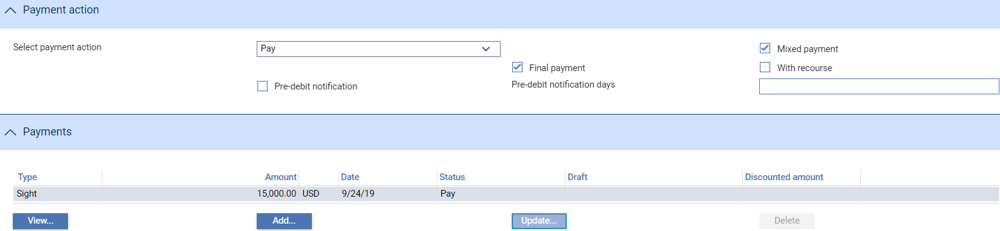 Payment action
Select payment action
Pay
Mixed payment
Final payment
With recourse
Pre-debit notification
Pre-debit notification days
Payments
Type Amount Date Status Draft Discounted amount
Sight 15,000.00 USD 9/24/19 Pay
View... Add... Update... Delete